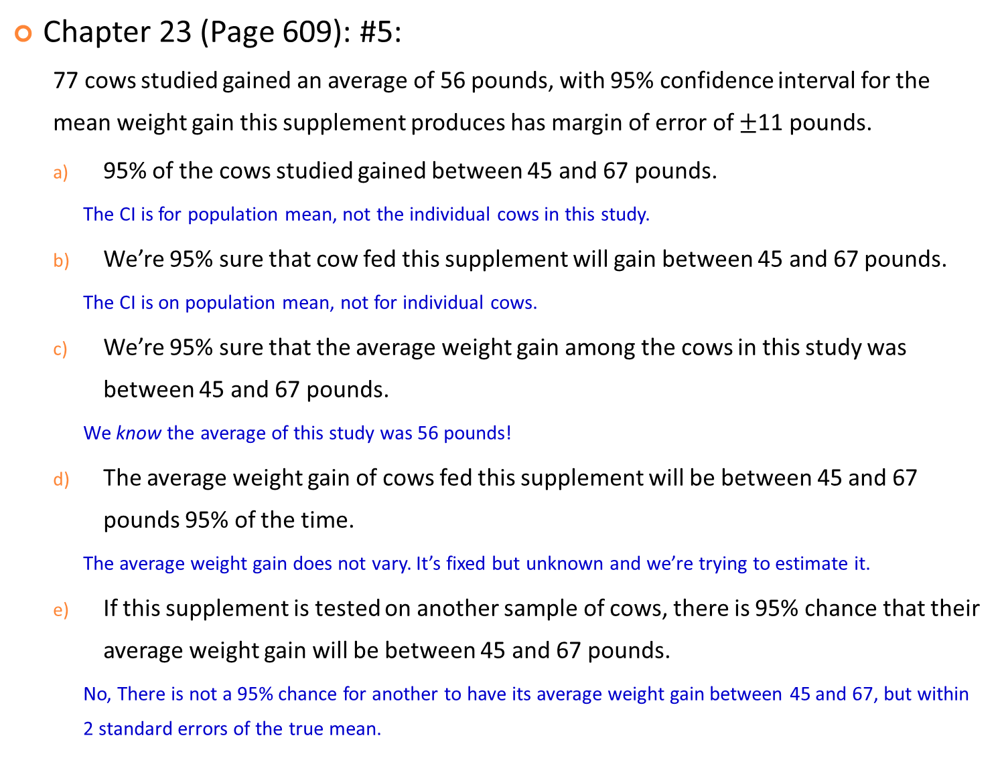 Chapter 23 (Page 609): #5:
77 cows studied gained an average of 56 pounds, with 95% confidence interval for the
mean weight gain this supplement produces has margin of error of ±11 pounds.
a) 95% of the cows studied gained between 45 and 67 pounds.
The CI is for population mean, not the individual cows in this study.
b) We’re 95% sure that cow fed this supplement will gain between 45 and 67 pounds.
The CI is on population mean, not for individual cows.
c) We’re 95% sure that the average weight gain among the cows in this study was
between 45 and 67 pounds.
We know the average of this study was 56 pounds!
d) The average weight gain of cows fed this supplement will be between 45 and 67
pounds 95% of the time.
The average weight gain does not vary. It’s fixed but unknown and we’re trying to estimate it.
e) If this supplement is tested on another sample of cows, there is 95% chance that their
average weight gain will be between 45 and 67 pounds.
No, There is not a 95% chance for another to have its average weight gain between 45 and 67, but within
2 standard errors of the true mean.